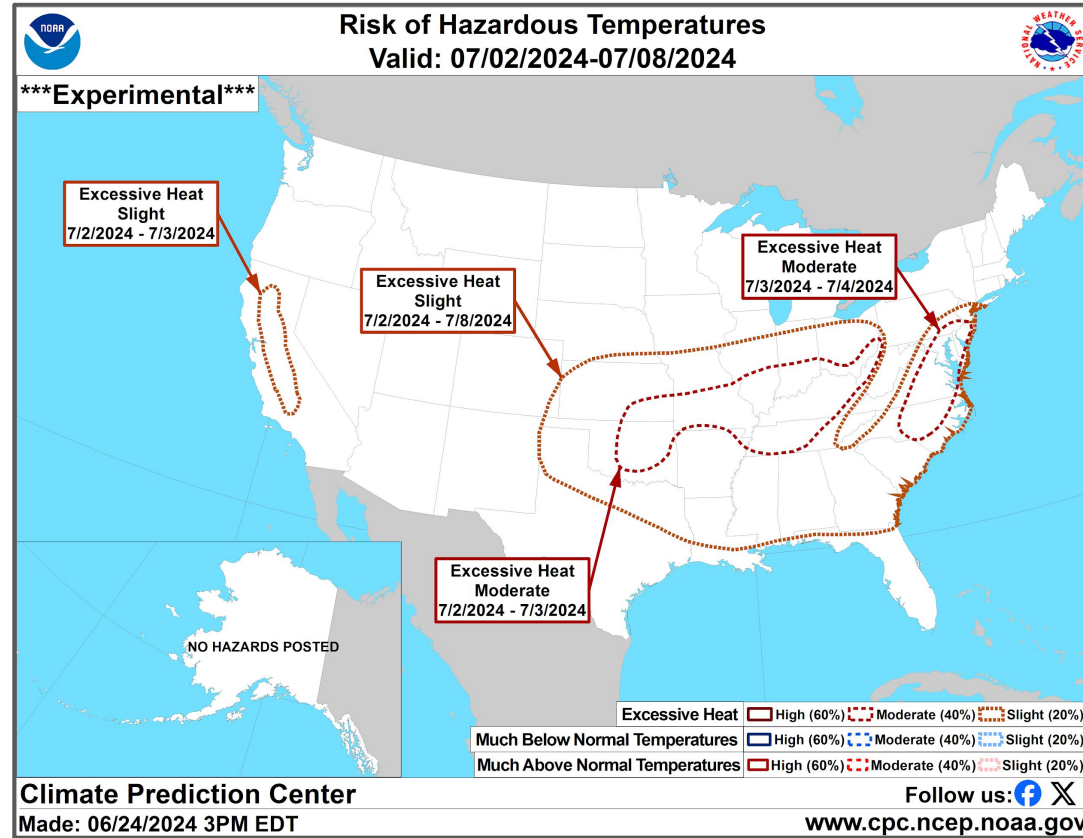 NOAA
Risk of Hazardous Temperatures
Valid: 07/02/2024-07/08/2024
NATIONAL WEATHER SERVICE
***Experimental***
Excessive Heat
Slight
7/2/2024 - 7/3/2024
Excessive Heat
Slight
7/2/2024 - 7/8/2024
Excessive Heat
Moderate
7/3/2024 - 7/4/2024
Excessive Heat
Moderate
7/2/2024 - 7/3/2024
NO HAZARDS POSTED
Excessive Heat High (60%) Moderate (40%) Slight (20%)
Much Below Normal Temperatures High (60%) Moderate (40%) Slight (20%)
Much Above Normal Temperatures High (60%) Moderate (40%) Slight (20%)
Climate Prediction Center
Follow us:
Made: 06/24/2024 3PM EDT
www.cpc.ncep.noaa.gov